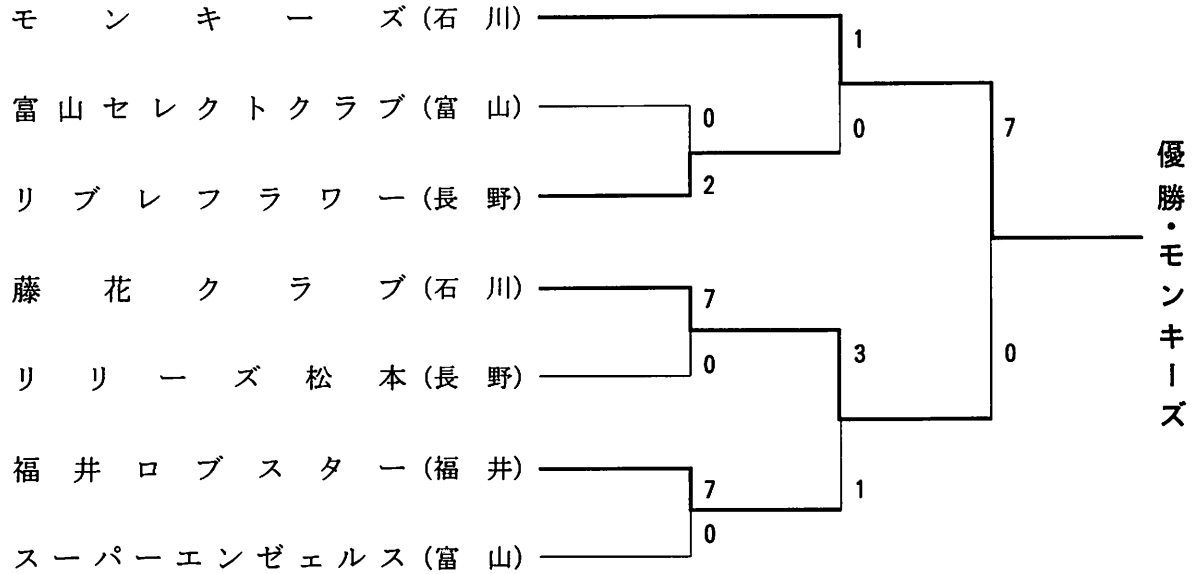 モンキーズ(石川)
1
富山セレクトクラブ(富山)
0
0
7
リブレフラワー(長野)
2
藤花クラブ(石川)
7
リリーズ松本(長野)
0
3
0
福井ロブスター(福井)
7
1
スーパーエンゼェルス(富山)
0
優勝・モンキーズ